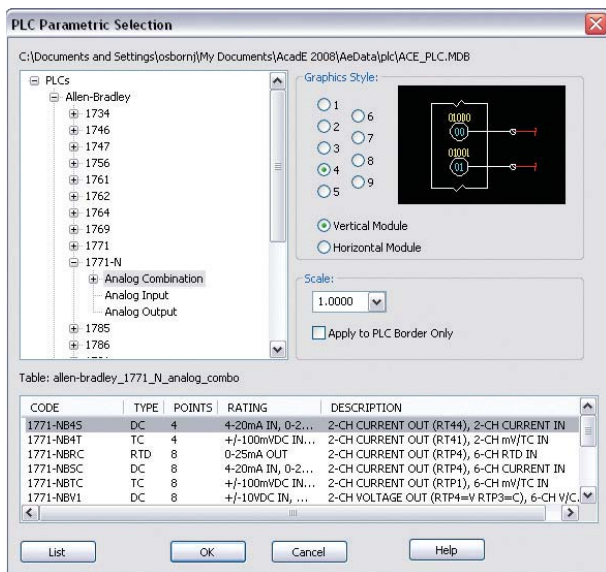 PLC Parametric Selection
C:\Documents and Settings\osbornj\My Documents\AcadE 2008\AeData\plc\ACE_PLC.MDB
PLCs
Allen-Bradley
1734
1746
1747
1756
1761
1762
1764
1769
1771
1771-N
Analog Combination
Analog Input
Analog Output
1785
1786
Graphics Style:
1
2
3
4
5
6
7
8
9
01000
00
01001
01
Vertical Module
Horizontal Module
Scale:
1.0000
Apply to PLC Border Only
Table: allen-bradley_1771_N_analog_combo
CODE TYPE POINTS RATING DESCRIPTION
1771-NB4S DC 4 4-20mA IN, 0-2... 2-CH CURRENT OUT (RT44), 2-CH CURRENT IN
1771-NB4T TC 4 +/-100mVDC IN... 2-CH CURRENT OUT (RT41), 2-CH mV/TC IN
1771-NBRC RTD 8 0-25mA OUT 2-CH CURRENT OUT (RTP4), 6-CH RTD IN
1771-NBSC DC 8 4-20mA IN, 0-2... 2-CH CURRENT OUT (RTP4), 6-CH CURRENT IN
1771-NBTC TC 8 +/-100mVDC IN... 2-CH CURRENT OUT (RTP1), 6-CH mV/TC IN
1771-NBV1 DC 8 +/-10VDC IN, ... 2-CH VOLTAGE OUT (RTP4=V RTP3=C), 6-CH V/C.
List
OK
Cancel
Help